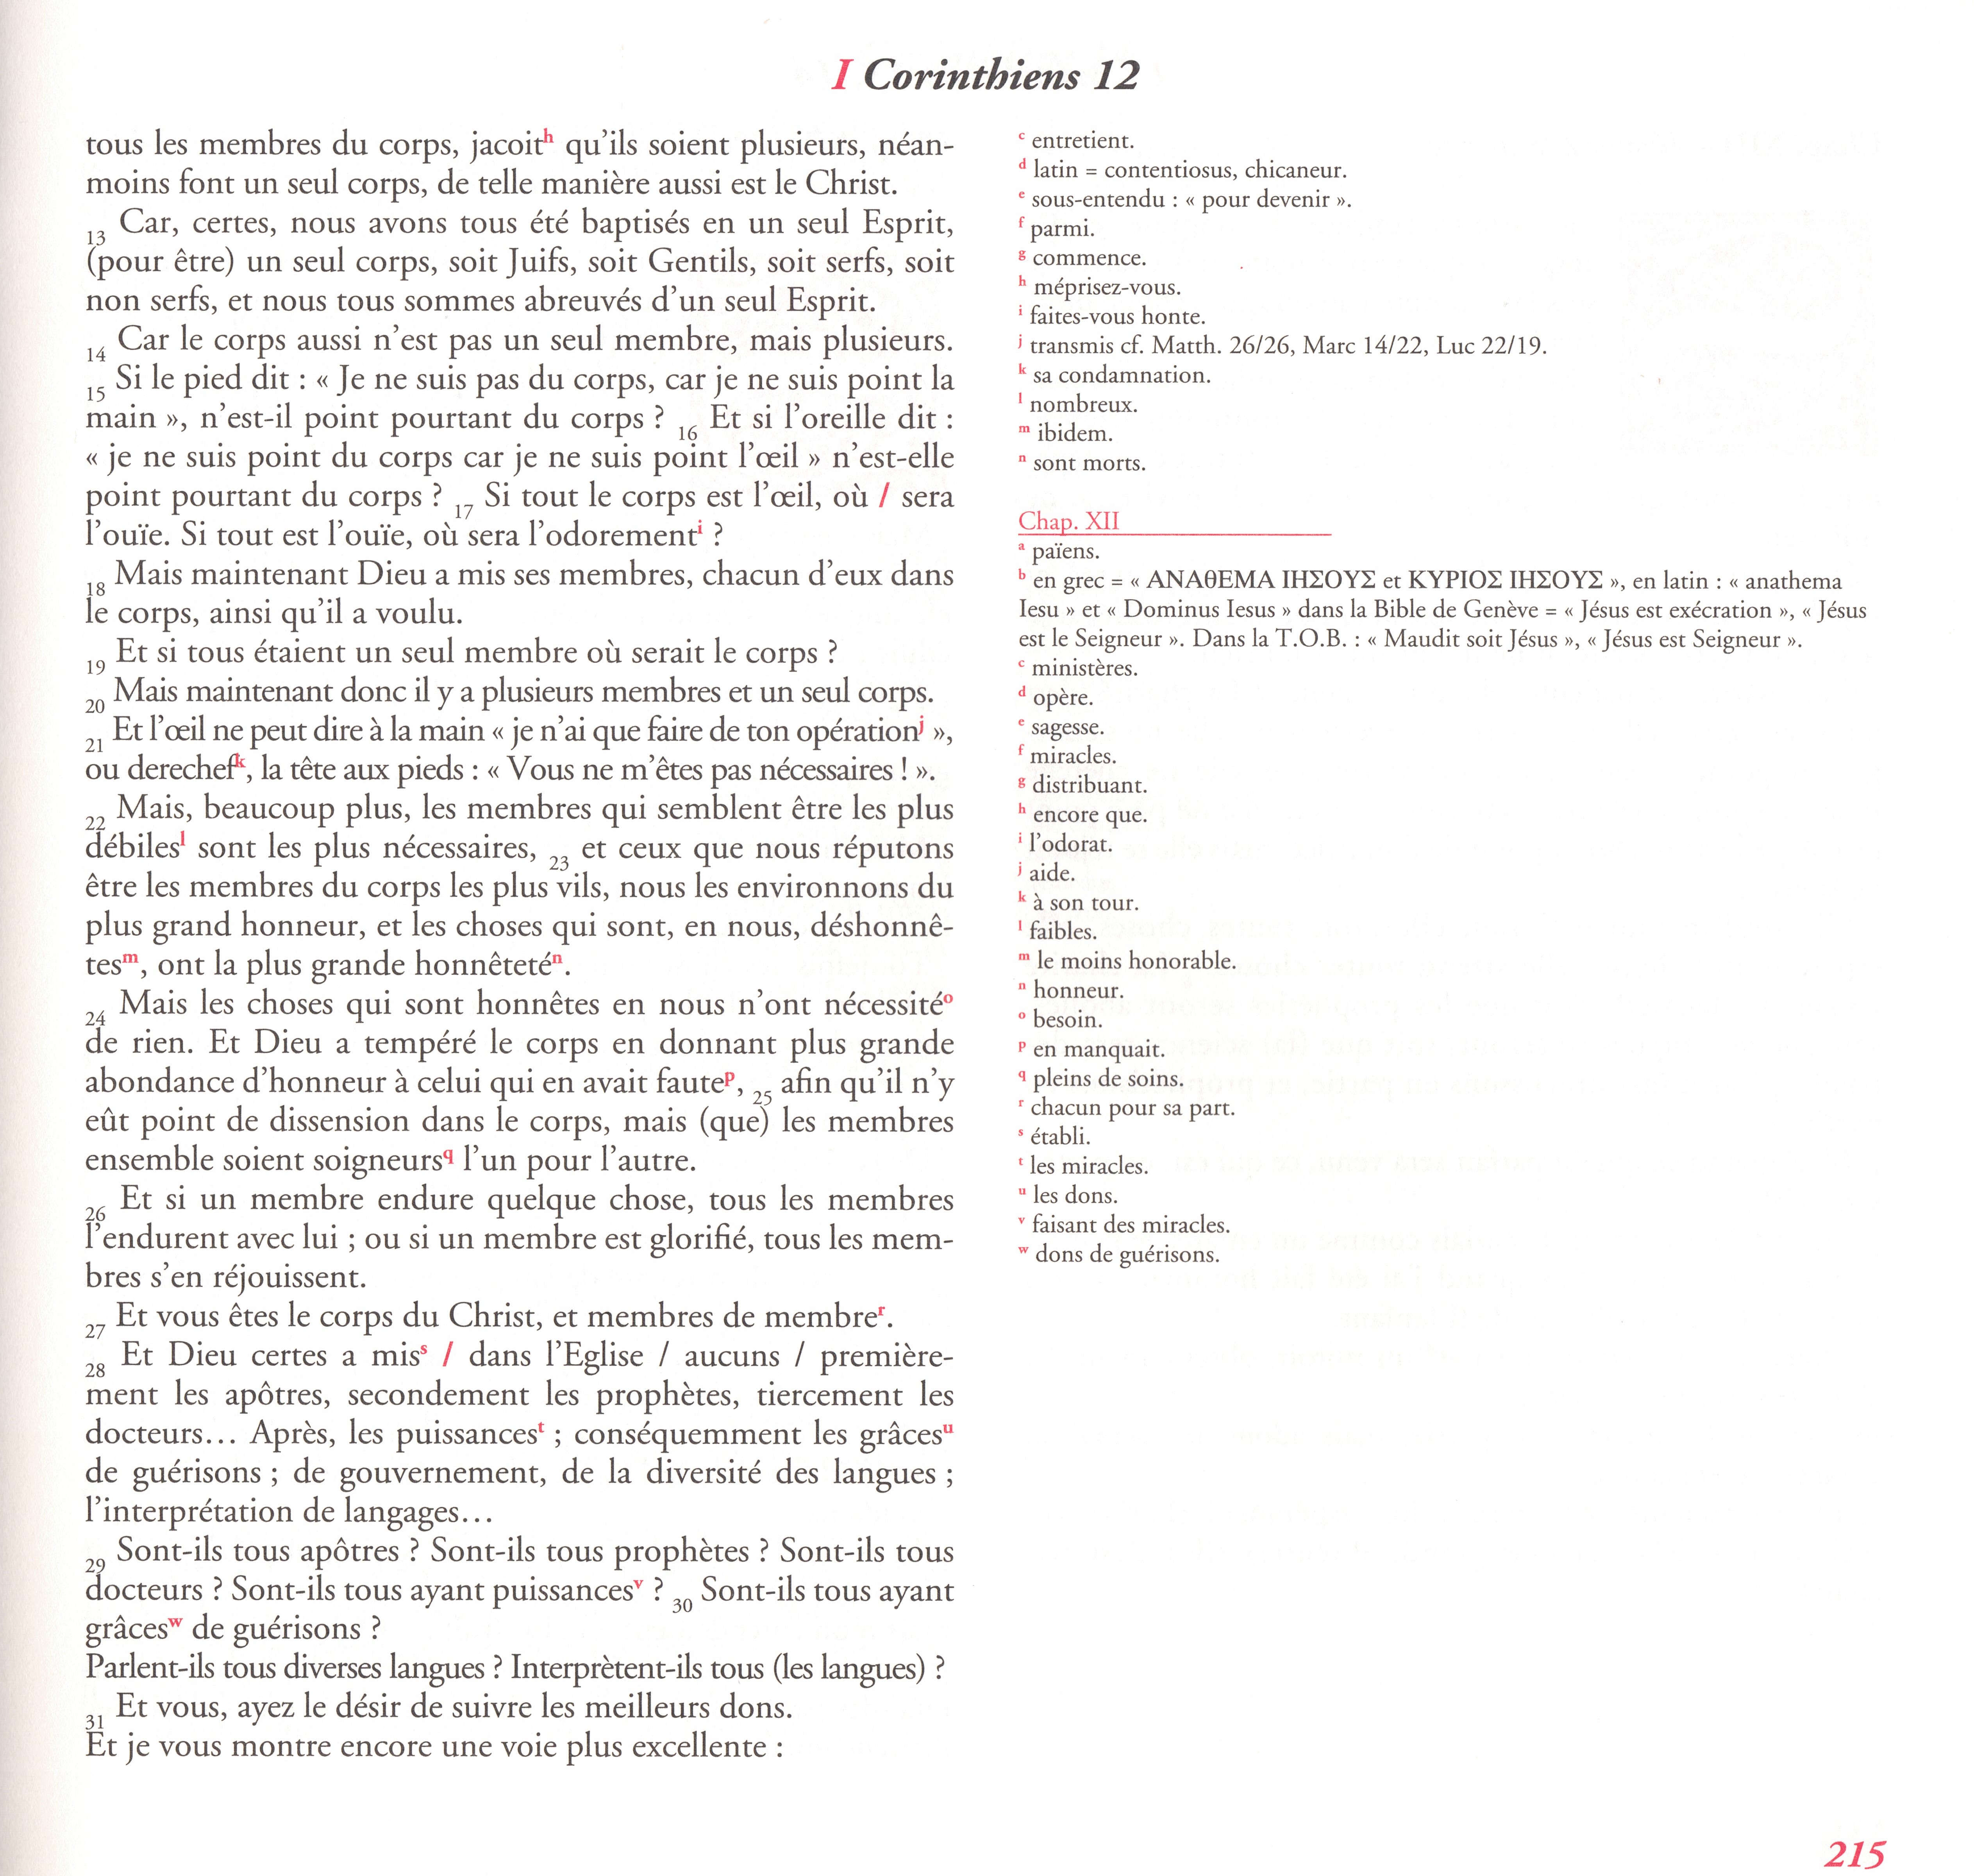 I Corinthiens 12
tous les membres du corps, jacoitʰ qu’ils soient plusieurs, néan-
moins font un seul corps, de telle manière aussi est le Christ.
13 Car, certes, nous avons tous été baptisés en un seul Esprit,
(pour être) un seul corps, soit Juifs, soit Gentils, soit serfs, soit
non serfs, et nous tous sommes abreuvés d’un seul Esprit.
14 Car le corps aussi n’est pas un seul membre, mais plusieurs.
15 Si le pied dit : « Je ne suis pas du corps, car je ne suis point la
main », n’est-il point pourtant du corps ? 16 Et si l’oreille dit :
« je ne suis point du corps car je ne suis point l’œil » n’est-elle
point pourtant du corps ? 17 Si tout le corps est l’œil, où / sera
l’ouïe. Si tout est l’ouïe, où sera l’odorementⁱ ?
18 Mais maintenant Dieu a mis ses membres, chacun d’eux dans
le corps, ainsi qu’il a voulu.
19 Et si tous étaient un seul membre où serait le corps ?
20 Mais maintenant donc il y a plusieurs membres et un seul corps.
21 Et l’œil ne peut dire à la main « je n’ai que faire de ton opérationʲ »,
ou derechefᵏ, la tête aux pieds : « Vous ne m’êtes pas nécessaires ! ».
22 Mais, beaucoup plus, les membres qui semblent être les plus
débilesˡ sont les plus nécessaires, 23 et ceux que nous réputons
être les membres du corps les plus vils, nous les environnons du
plus grand honneur, et les choses qui sont, en nous, déshonnê-
tesᵐ, ont la plus grande honnêtetéⁿ.
24 Mais les choses qui sont honnêtes en nous n’ont nécessitéᵒ
de rien. Et Dieu a tempéré le corps en donnant plus grande
abondance d’honneur à celui qui en avait fauteᵖ, 25 afin qu’il n’y
eût point de dissension dans le corps, mais (que) les membres
ensemble soient soigneurs𐞥 l’un pour l’autre.
26 Et si un membre endure quelque chose, tous les membres
l’endurent avec lui ; ou si un membre est glorifié, tous les mem-
bres s’en réjouissent.
27 Et vous êtes le corps du Christ, et membres de membreʳ.
28 Et Dieu certes a misˢ / dans l’Eglise / aucuns / première-
ment les apôtres, secondement les prophètes, tiercement les
docteurs… Après, les puissancesᵗ ; conséquemment les grâcesᵘ
de guérisons ; de gouvernement, de la diversité des langues ;
l’interprétation de langages…
29 Sont-ils tous apôtres ? Sont-ils tous prophètes ? Sont-ils tous
docteurs ? Sont-ils tous ayant puissancesᵛ ? 30 Sont-ils tous ayant
grâcesʷ de guérisons ?
Parlent-ils tous diverses langues ? Interprètent-ils tous (les langues) ?
31 Et vous, ayez le désir de suivre les meilleurs dons.
Et je vous montre encore une voie plus excellente :
ᶜ entretient.
ᵈ latin = contentiosus, chicaneur.
ᵉ sous-entendu : « pour devenir ».
ᶠ parmi.
ᵍ commence.
ʰ méprisez-vous.
ⁱ faites-vous honte.
ʲ transmis cf. Matth. 26/26, Marc 14/22, Luc 22/19.
ᵏ sa condamnation.
ˡ nombreux.
ᵐ ibidem.
ⁿ sont morts.
Chap. XII
ᵃ païens.
ᵇ en grec = « ΑΝΑΘΕΜΑ ΙΗΣΟΥΣ et ΚΥΡΙΟΣ ΙΗΣΟΥΣ », en latin : « anathema
Iesu » et « Dominus Iesus » dans la Bible de Genève = « Jésus est exécration », « Jésus
est le Seigneur ». Dans la T.O.B. : « Maudit soit Jésus », « Jésus est Seigneur ».
ᶜ ministères.
ᵈ opère.
ᵉ sagesse.
ᶠ miracles.
ᵍ distribuant.
ʰ encore que.
ⁱ l’odorat.
ʲ aide.
ᵏ à son tour.
ˡ faibles.
ᵐ le moins honorable.
ⁿ honneur.
ᵒ besoin.
ᵖ en manquait.
𐞥 pleins de soins.
ʳ chacun pour sa part.
ˢ établi.
ᵗ les miracles.
ᵘ les dons.
ᵛ faisant des miracles.
ʷ dons de guérisons.
215